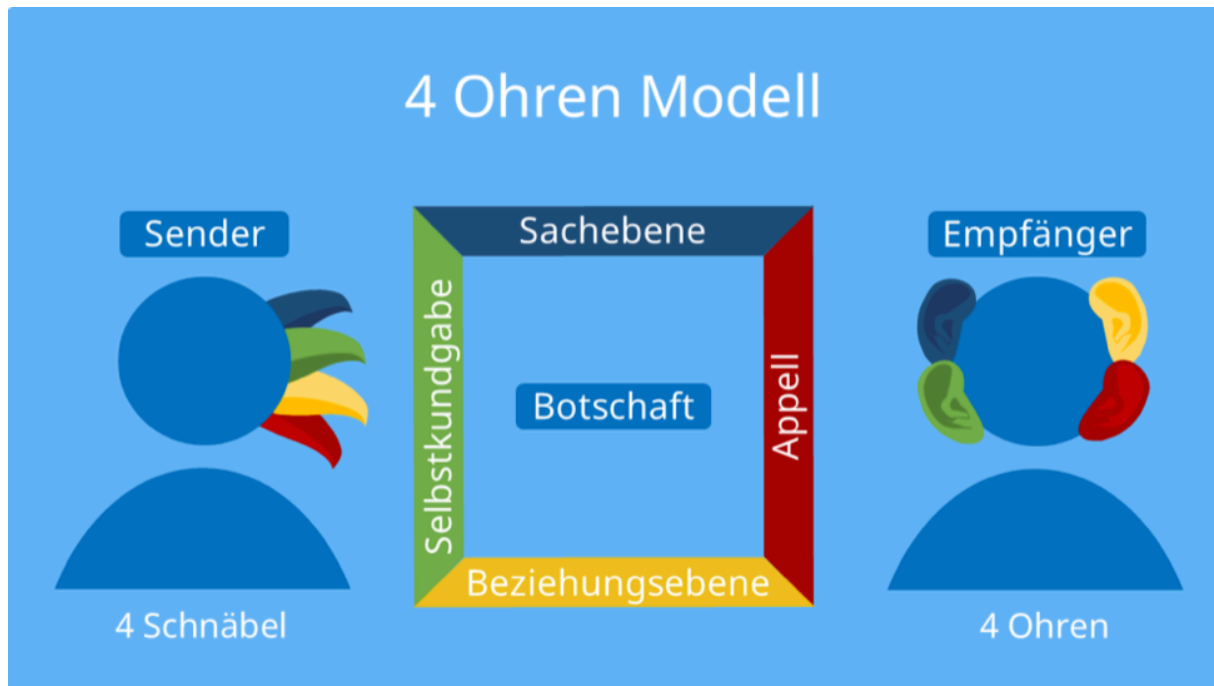 4 Ohren Modell
Sender
Sachebene
Empfänger
Selbstkundgabe
Botschaft
Appell
Beziehungsebene
4 Schnäbel
4 Ohren